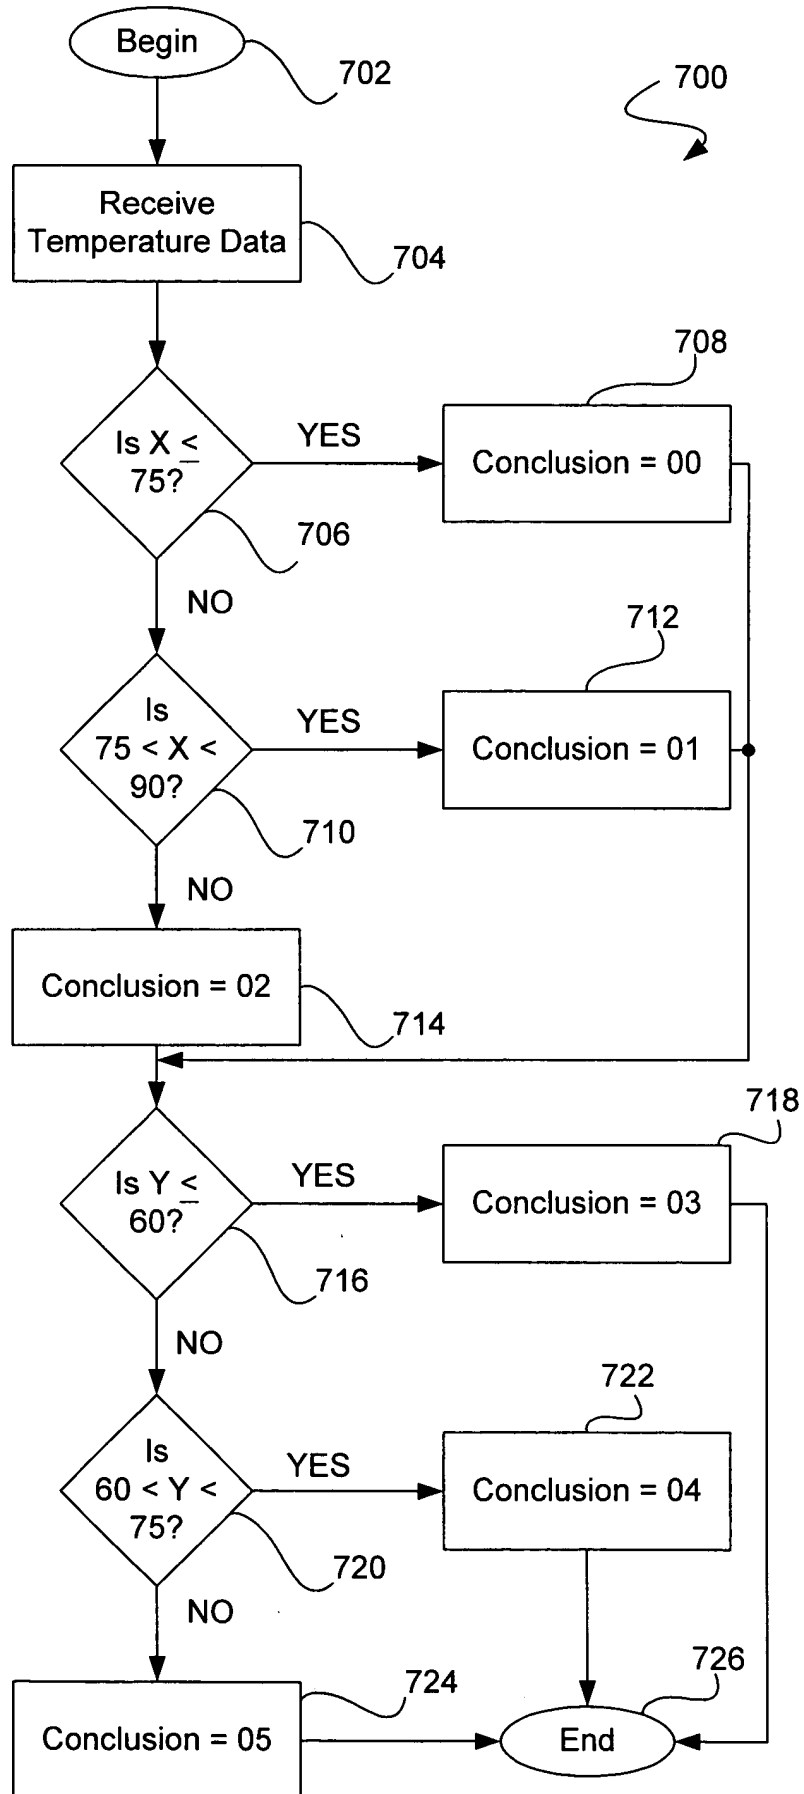 Begin
702
700
Receive
Temperature Data
704
708
Is X ≤
75?
YES
Conclusion = 00
706
NO
712
Is
75 < X <
90?
YES
Conclusion = 01
710
NO
Conclusion = 02
714
718
Is Y ≤
60?
YES
Conclusion = 03
716
NO
722
Is
60 < Y <
75?
YES
Conclusion = 04
720
NO
724
726
Conclusion = 05
End